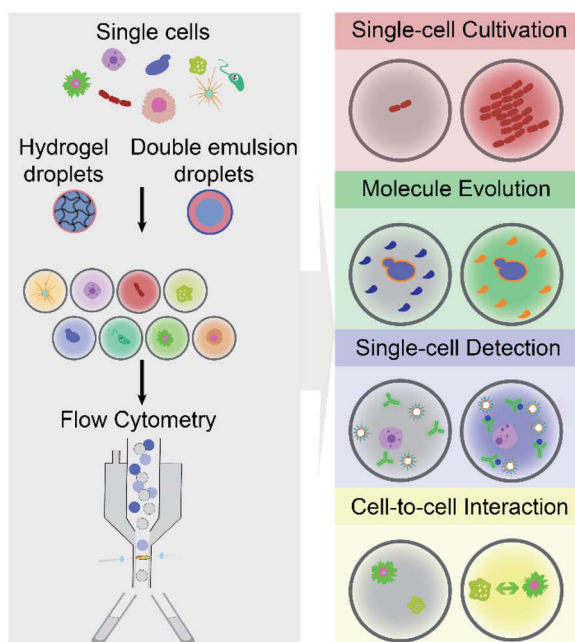 Single cells
Hydrogel
droplets
Double emulsion
droplets
Flow Cytometry
Single-cell Cultivation
Molecule Evolution
Single-cell Detection
Cell-to-cell Interaction